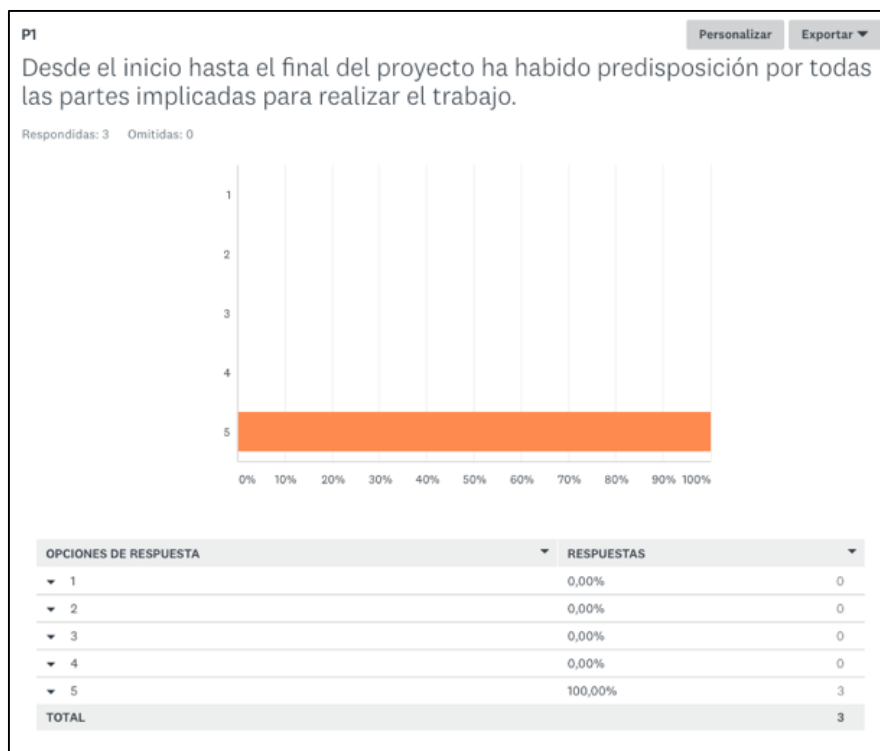 P1
Personalizar Exportar
Desde el inicio hasta el final del proyecto ha habido predisposición por todas
las partes implicadas para realizar el trabajo.
Respondidas: 3 Omitidas: 0
1
2
3
4
5
0% 10% 20% 30% 40% 50% 60% 70% 80% 90% 100%
OPCIONES DE RESPUESTA RESPUESTAS
1 0,00% 0
2 0,00% 0
3 0,00% 0
4 0,00% 0
5 100,00% 3
TOTAL 3